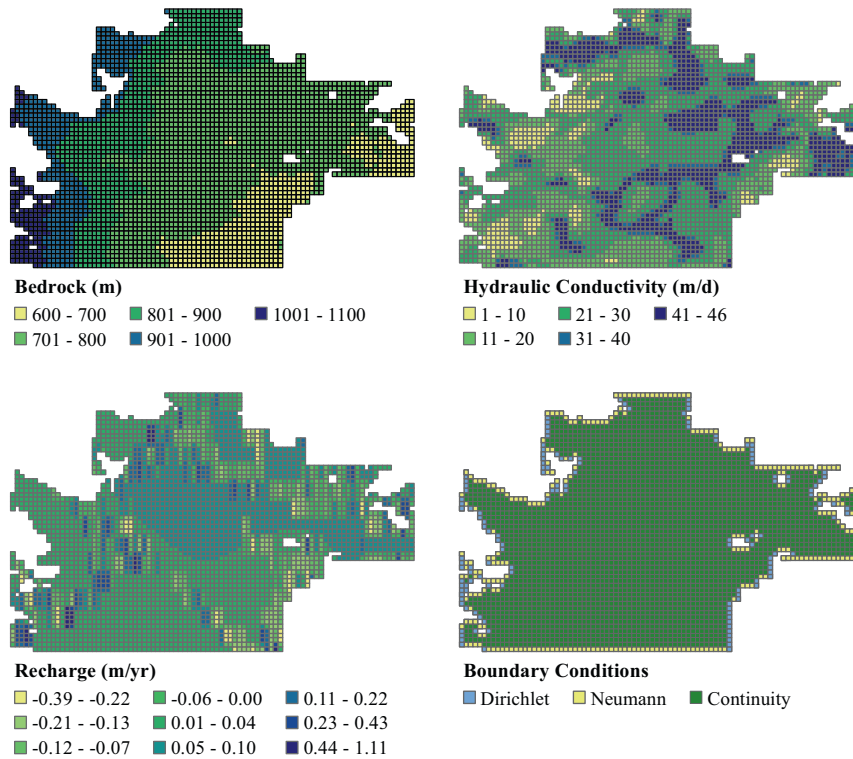 Bedrock (m)
600 - 700 801 - 900 1001 - 1100
701 - 800 901 - 1000
Hydraulic Conductivity (m/d)
1 - 10 21 - 30 41 - 46
11 - 20 31 - 40
Recharge (m/yr)
-0.39 - -0.22 -0.06 - 0.00 0.11 - 0.22
-0.21 - -0.13 0.01 - 0.04 0.23 - 0.43
-0.12 - -0.07 0.05 - 0.10 0.44 - 1.11
Boundary Conditions
Dirichlet Neumann Continuity